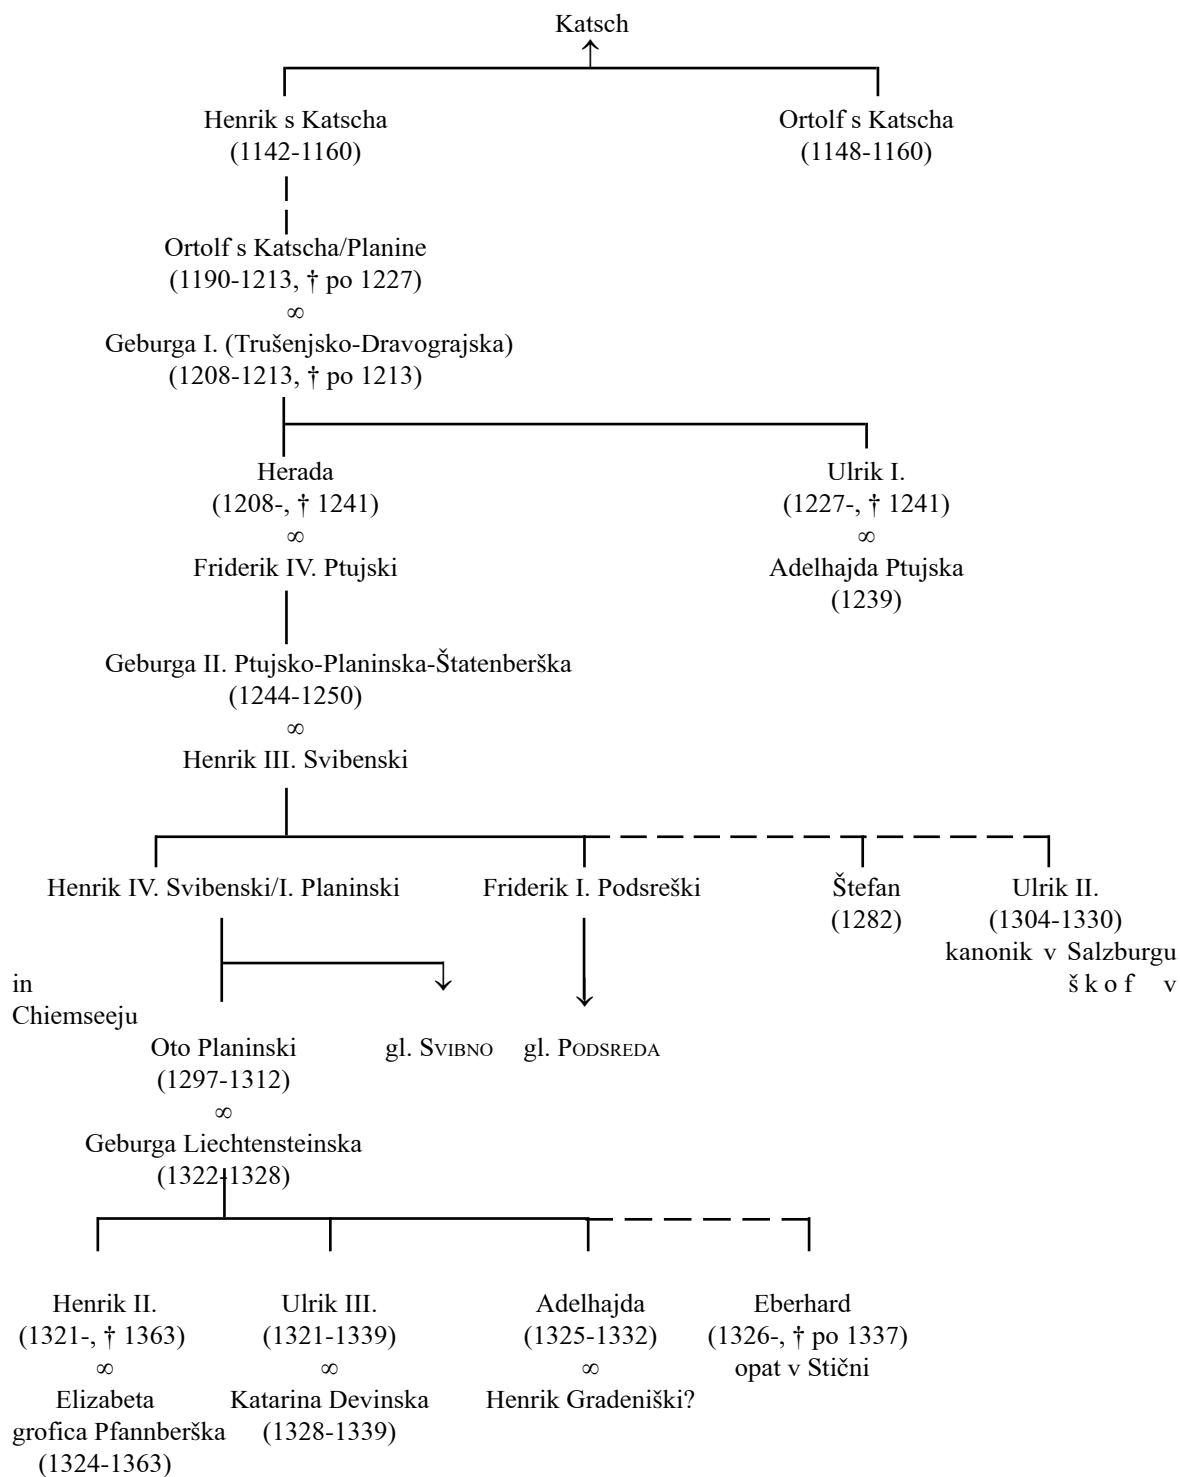 Katsch
Henrik s Katscha
(1142-1160)
Ortolf s Katscha
(1148-1160)
Ortolf s Katscha/Planine
(1190-1213, † po 1227)
∞
Geburga I. (Trušenjsko-Dravograjska)
(1208-1213, † po 1213)
Herada
(1208-, † 1241)
∞
Friderik IV. Ptujski
Ulrik I.
(1227-, † 1241)
∞
Adelhajda Ptujska
(1239)
Geburga II. Ptujsko-Planinska-Štatenberška
(1244-1250)
∞
Henrik III. Svibenski
Henrik IV. Svibenski/I. Planinski
Friderik I. Podsreški
Štefan
(1282)
Ulrik II.
(1304-1330)
kanonik v Salzburgu
in
škof v
Chiemseeju
Oto Planinski
(1297-1312)
∞
Geburga Liechtensteinska
(1322-1328)
gl. SVIBNO
gl. PODSREDA
Henrik II.
(1321-, † 1363)
∞
Elizabeta
grofica Pfannberška
(1324-1363)
Ulrik III.
(1321-1339)
∞
Katarina Devinska
(1328-1339)
Adelhajda
(1325-1332)
∞
Henrik Gradeniški?
Eberhard
(1326-, † po 1337)
opat v Stični